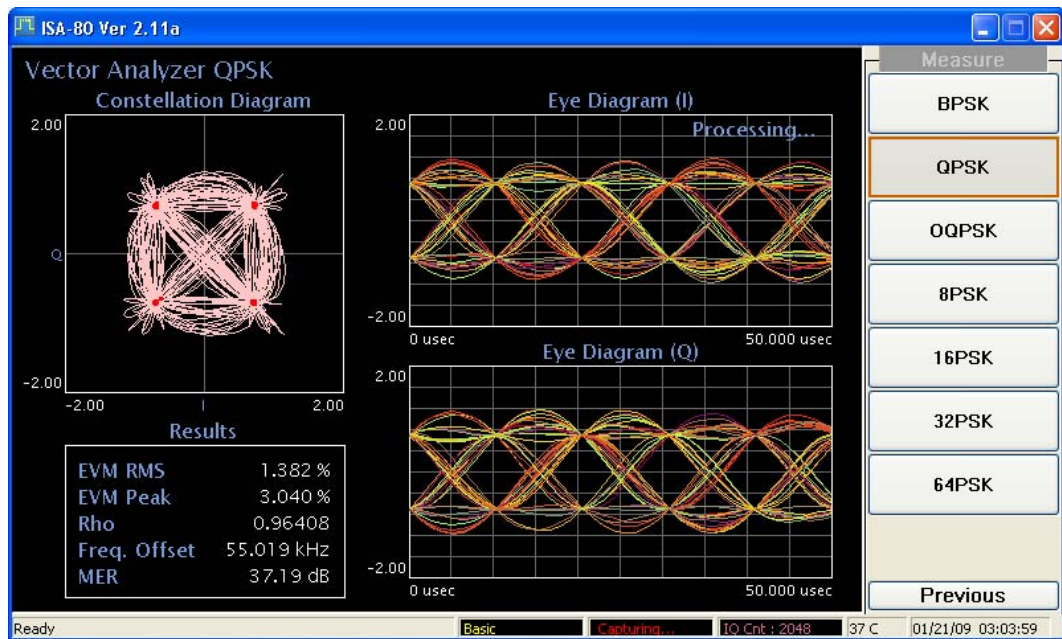 ISA-80 Ver 2.11a
Vector Analyzer QPSK
Constellation Diagram
2.00
Q
-2.00
-2.00 I 2.00
Eye Diagram (I)
2.00
Processing...
-2.00
0 usec 50.000 usec
Eye Diagram (Q)
2.00
-2.00
0 usec 50.000 usec
Results
EVM RMS 1.382 %
EVM Peak 3.040 %
Rho 0.96408
Freq. Offset 55.019 kHz
MER 37.19 dB
Measure
BPSK
QPSK
OQPSK
8PSK
16PSK
32PSK
64PSK
Previous
Ready Basic Capturing... IQ Cnt : 2048 37 C 01/21/09 03:03:59